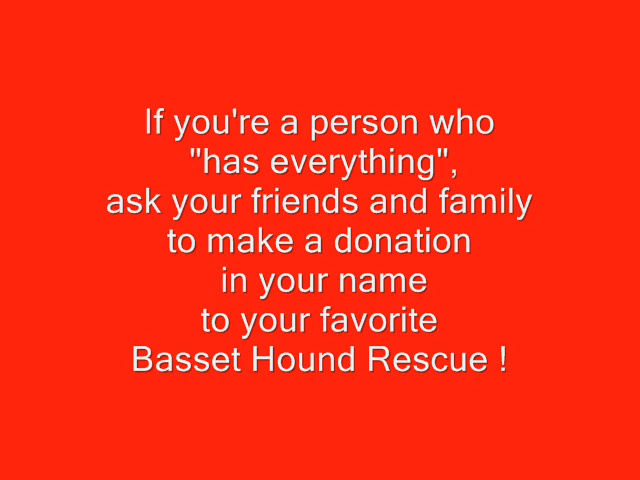 If you're a person who
"has everything",
ask your friends and family
to make a donation
in your name
to your favorite
Basset Hound Rescue !